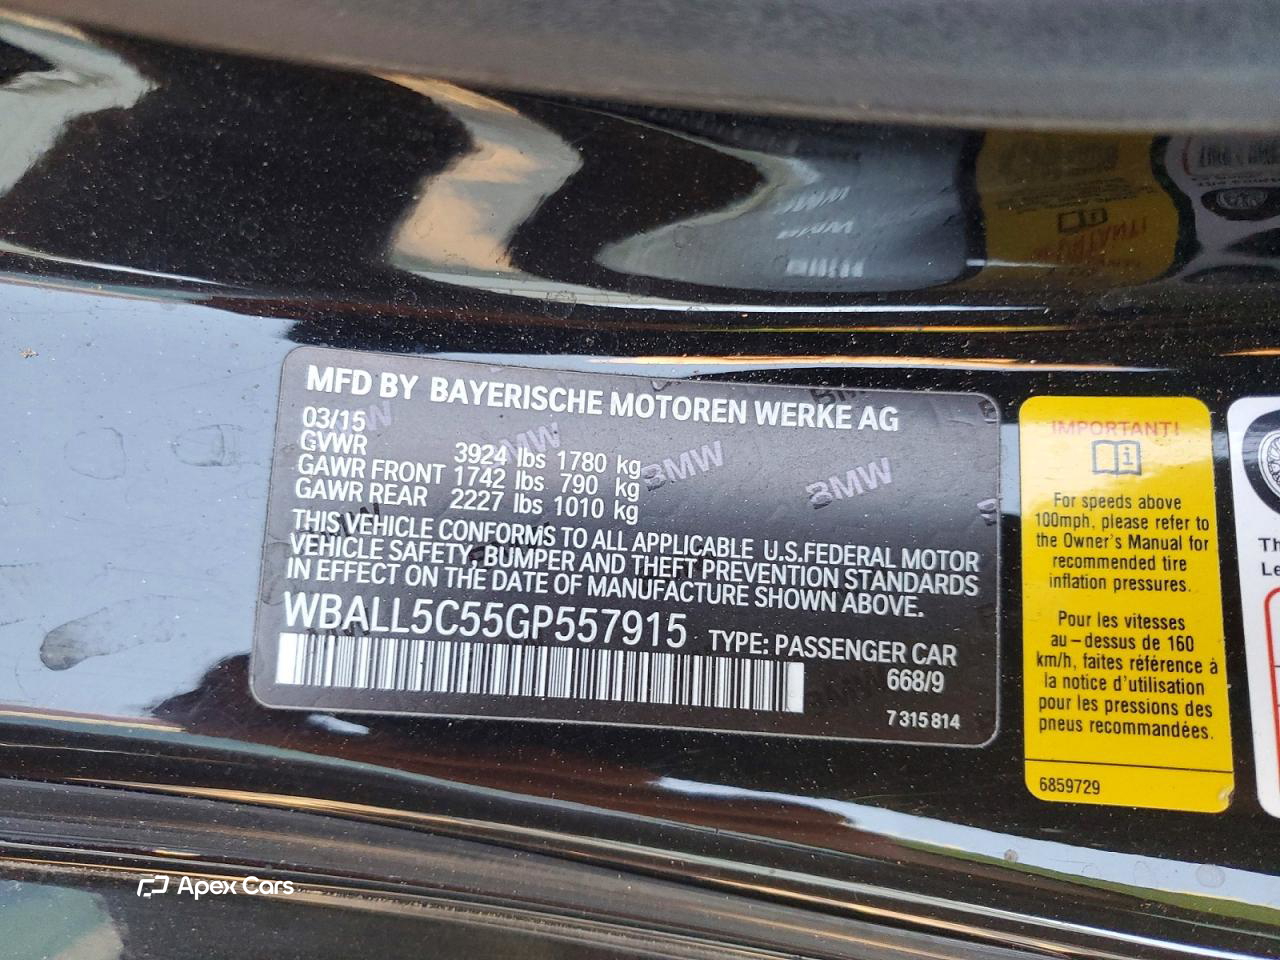 MFD BY BAYERISCHE MOTOREN WERKE AG
03/15
GVWR 3924 lbs 1780 kg
GAWR FRONT 1742 lbs 790 kg
GAWR REAR 2227 lbs 1010 kg
THIS VEHICLE CONFORMS TO ALL APPLICABLE U.S.FEDERAL MOTOR
VEHICLE SAFETY, BUMPER AND THEFT PREVENTION STANDARDS
IN EFFECT ON THE DATE OF MANUFACTURE SHOWN ABOVE.
WBALL5C55GP557915 TYPE: PASSENGER CAR
668/9
7 315 814
BMW
BMW
BMW
IMPORTANT!
For speeds above
100mph, please refer to
the Owner's Manual for
recommended tire
inflation pressures.
Pour les vitesses
au-dessus de 160
km/h, faites référence à
la notice d'utilisation
pour les pressions des
pneus recommandées.
6859729
Th
Le
Apex Cars